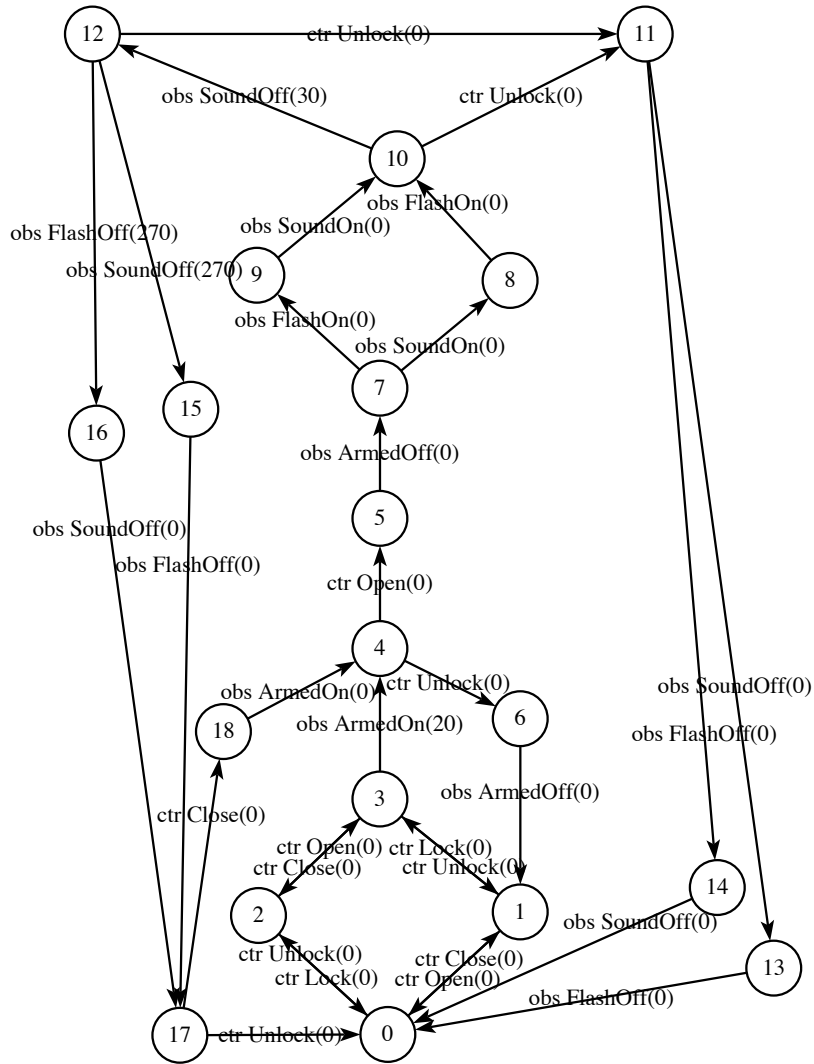 12
ctr Unlock(0)
11
obs SoundOff(30)
ctr Unlock(0)
10
obs FlashOn(0)
obs SoundOn(0)
obs FlashOff(270)
obs SoundOff(270)
9
8
obs FlashOn(0)
obs SoundOn(0)
7
15
16
obs ArmedOff(0)
5
obs SoundOff(0)
obs FlashOff(0)
ctr Open(0)
4
ctr Unlock(0)
obs ArmedOn(0)
obs SoundOff(0)
6
18
obs ArmedOn(20)
obs FlashOff(0)
obs ArmedOff(0)
3
ctr Close(0)
ctr Open(0)
ctr Lock(0)
ctr Close(0)
ctr Unlock(0)
14
2
1
obs SoundOff(0)
ctr Unlock(0)
ctr Close(0)
13
ctr Lock(0)
ctr Open(0)
obs FlashOff(0)
17
ctr Unlock(0)
0